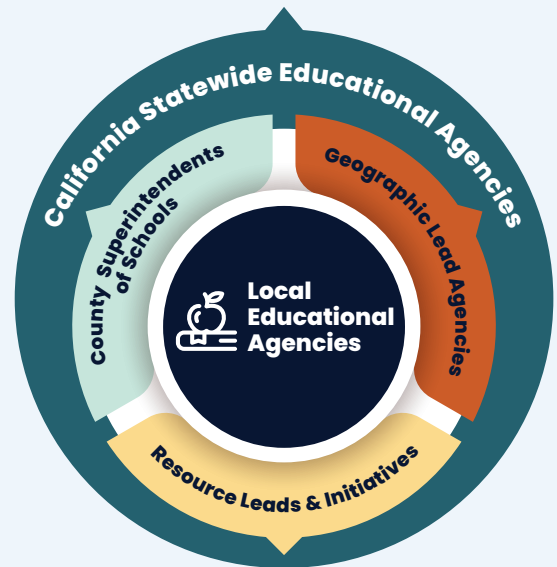 California Statewide Educational Agencies
County Superintendents
of Schools
Geographic Lead Agencies
Local
Educational
Agencies
Resource Leads & Initiatives